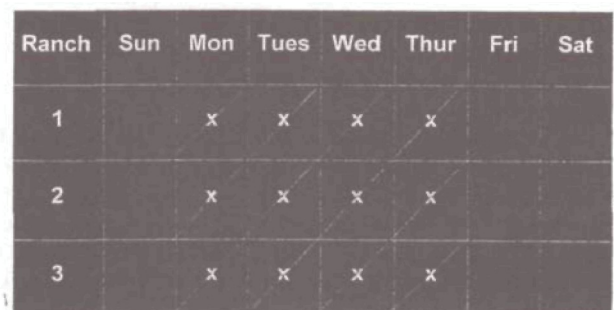 Ranch Sun Mon Tues Wed Thur Fri Sat
1 x x x x
2 x x x x
3 x x x x